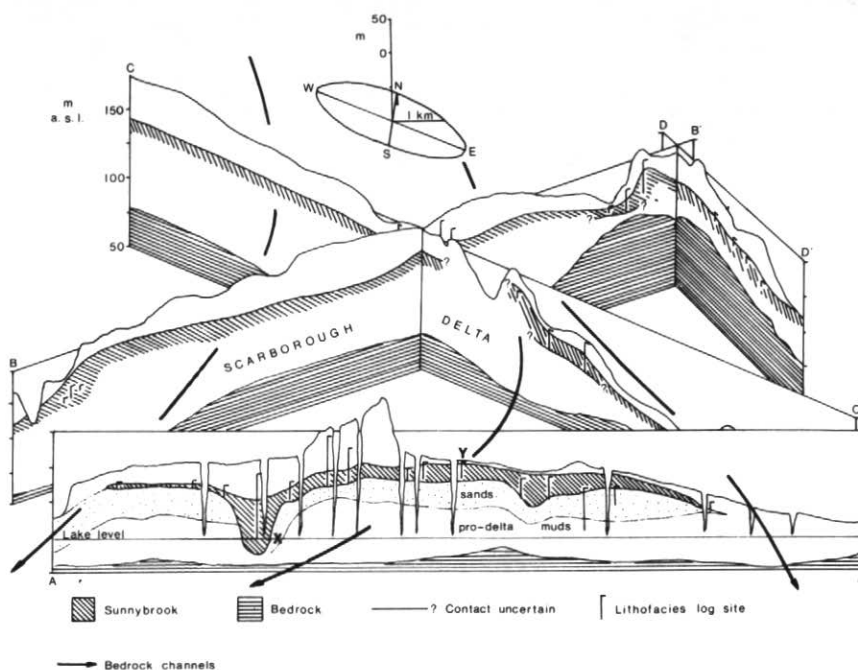 50
m
0
C
W
N
1 km
S
E
m
a.s.l.
150
100
50
D
B'
D'
?
?
?
?
?
?
?
SCARBOROUGH
DELTA
B
C
Y
sands
Lake level
X
pro-delta muds
A
Sunnybrook
Bedrock
? Contact uncertain
Lithofacies log site
Bedrock channels